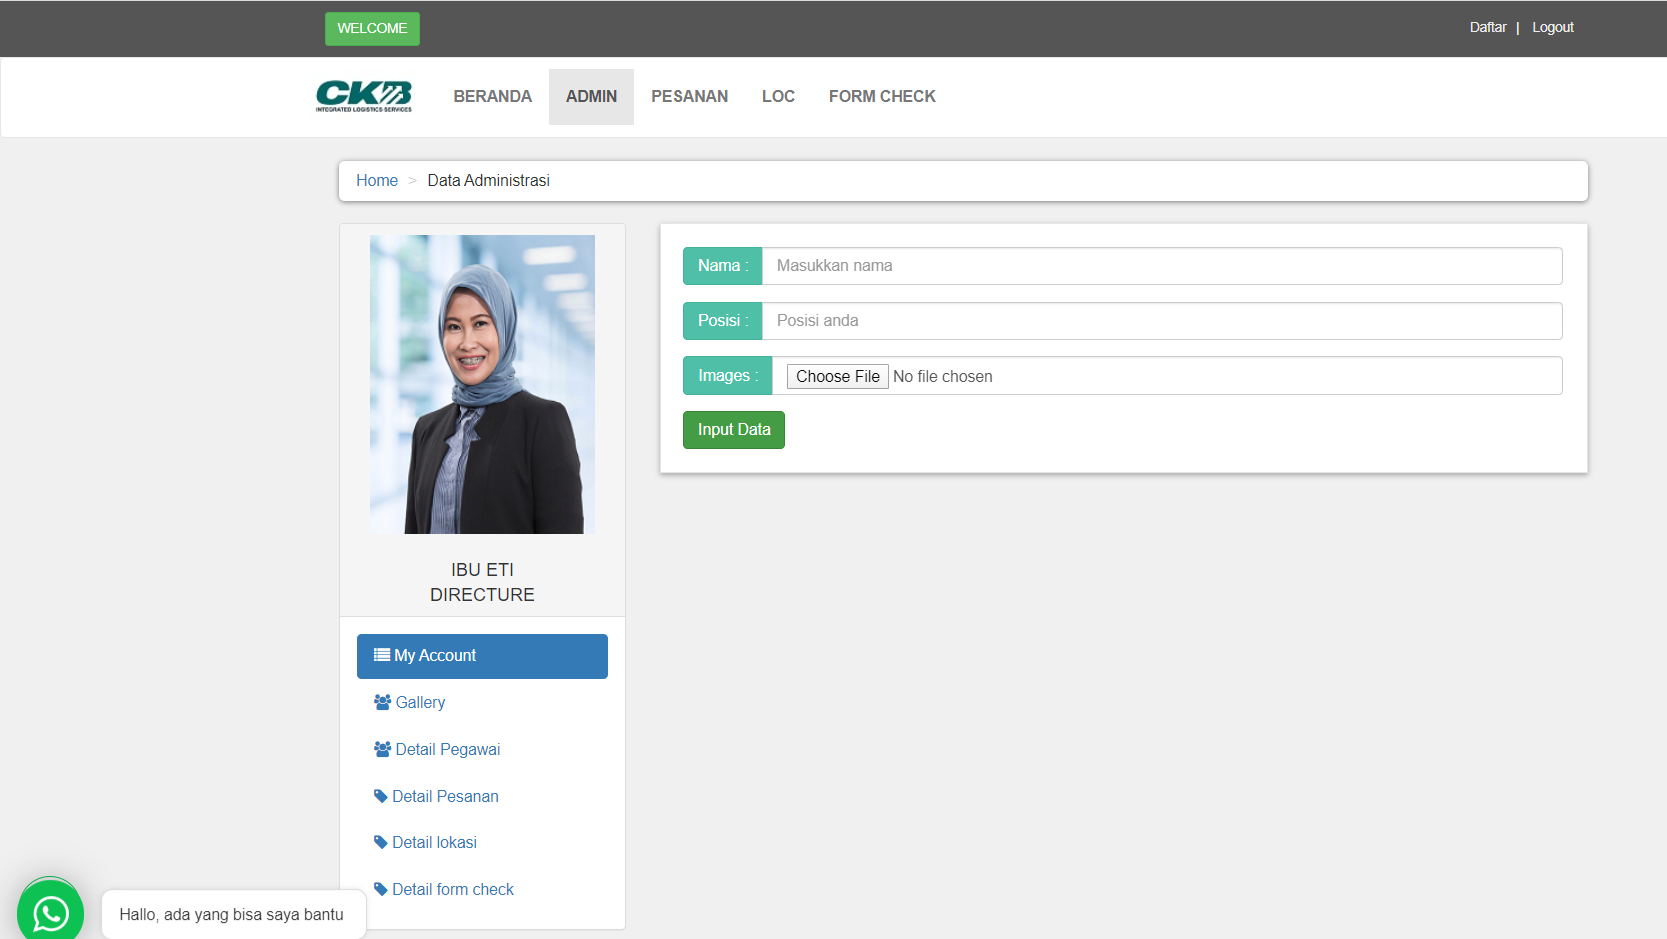 WELCOME
Daftar | Logout
CKB
INTEGRATED LOGISTICS SERVICES
BERANDA ADMIN PESANAN LOC FORM CHECK
Home > Data Administrasi
Nama : Masukkan nama
Posisi : Posisi anda
Images : Choose File No file chosen
Input Data
IBU ETI
DIRECTURE
My Account
Gallery
Detail Pegawai
Detail Pesanan
Detail lokasi
Detail form check
Hallo, ada yang bisa saya bantu